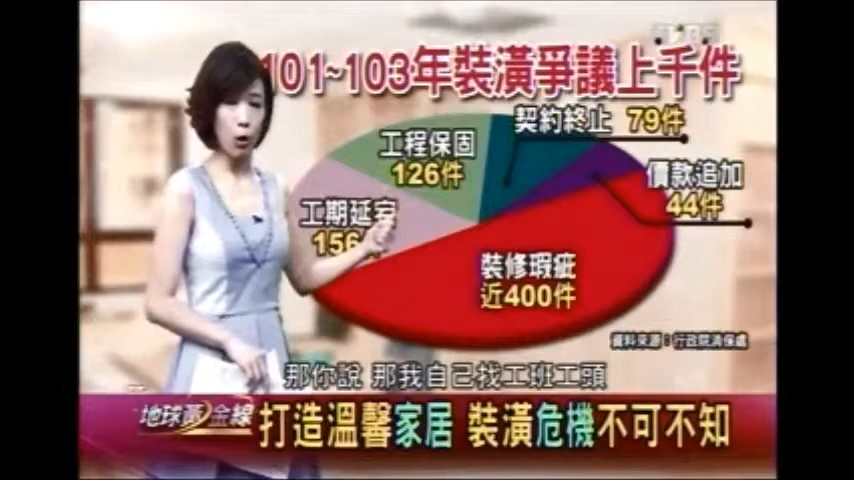 101~103年裝潢爭議上千件
契約終止 79件
工程保固
126件
價款追加
44件
工期延宕
156
裝修瑕疵
近400件
資料來源：行政院消保處
那你說 那我自己找工班工頭
地球黃金線
打造溫馨家居 裝潢危機不可不知